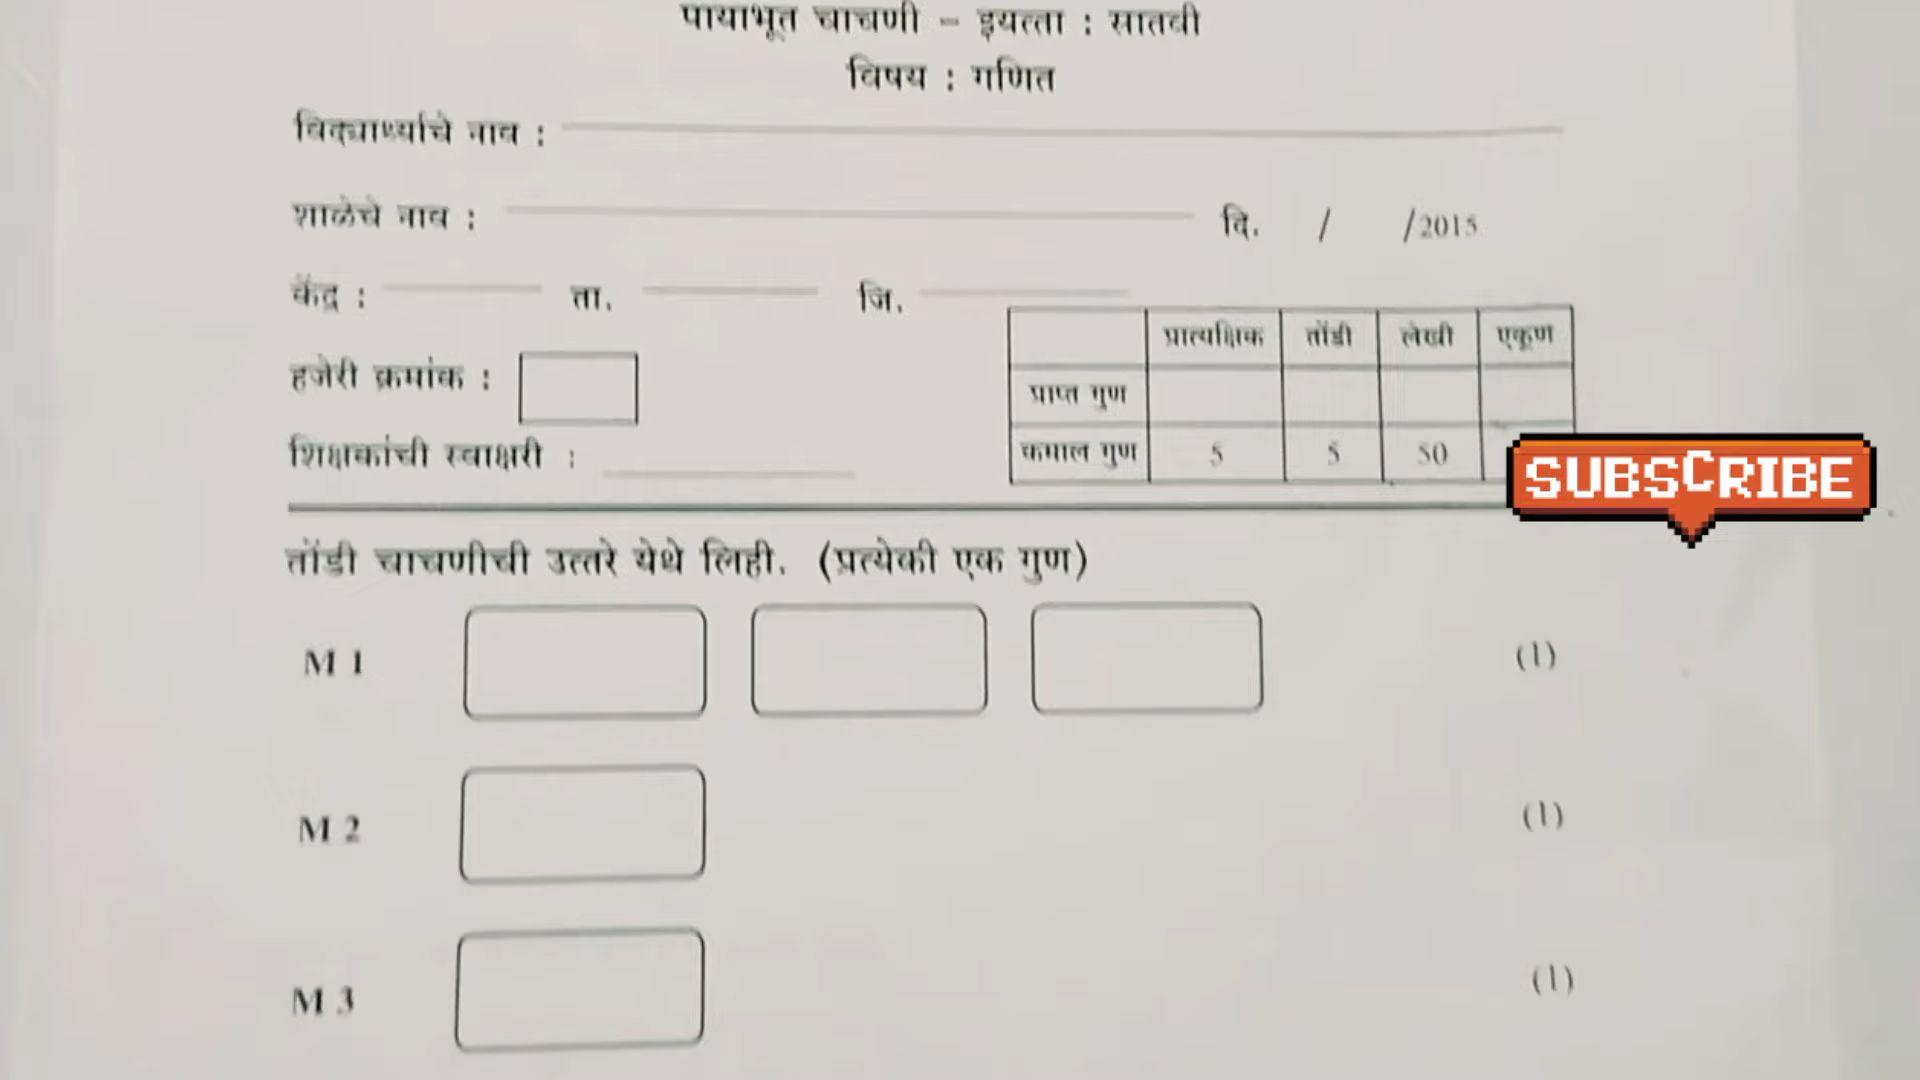 पायाभूत चाचणी - इयत्ता : सातवी
विषय : गणित
विद्यार्थ्याचे नाव :
शाळेचे नाव : दि. / /2015
केंद्र : ता. जि.
हजेरी क्रमांक :
शिक्षकांची स्वाक्षरी :
प्रात्यक्षिक तोंडी लेखी एकूण
प्राप्त गुण
कमाल गुण 5 5 50
SUBSCRIBE
तोंडी चाचणीची उत्तरे येथे लिही. (प्रत्येकी एक गुण)
M 1 (1)
M 2 (1)
M 3 (1)